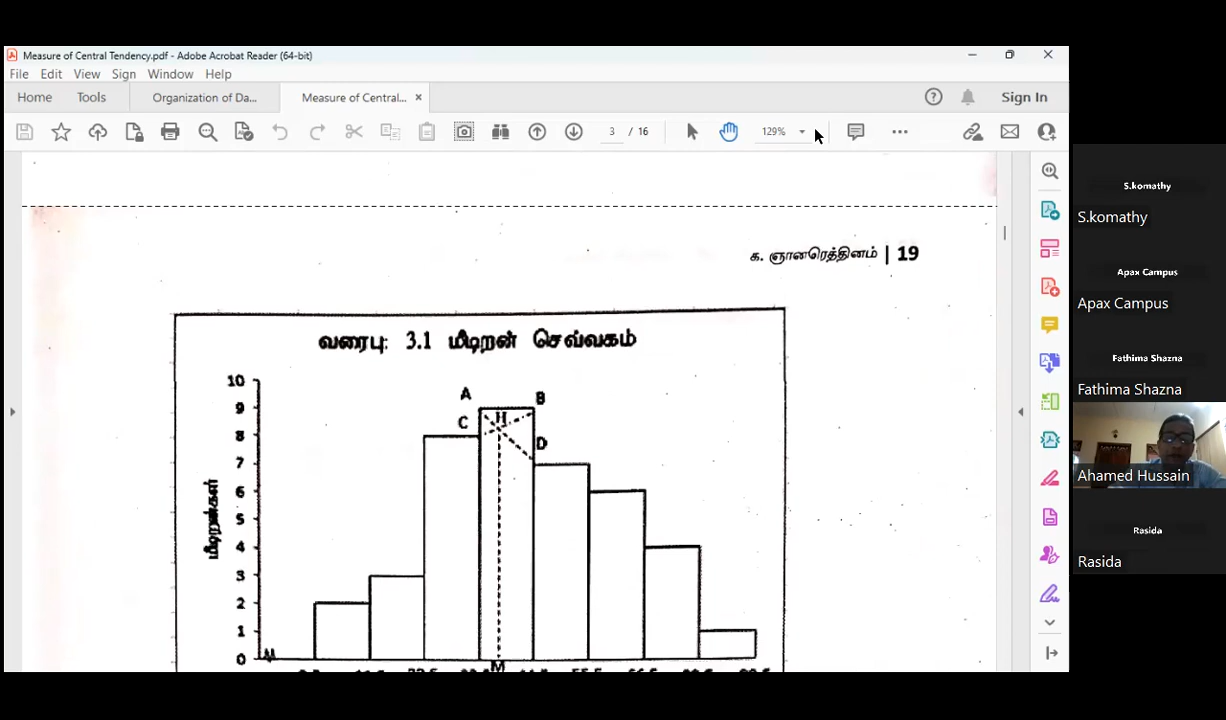 Measure of Central Tendency.pdf - Adobe Acrobat Reader (64-bit)
File Edit View Sign Window Help
Home Tools Organization of Da... Measure of Central... × Sign In
3 / 16 129%
க. ஞானரெத்தினம் | 19
வரைபு: 3.1 மீடிறன் செவ்வகம்
மீடிறன்கள்
10
9
8
7
6
5
4
3
2
1
0
A
B
C
H
D
M
S.komathy
S.komathy
Apax Campus
Apax Campus
Fathima Shazna
Fathima Shazna
Ahamed Hussain
Rasida
Rasida